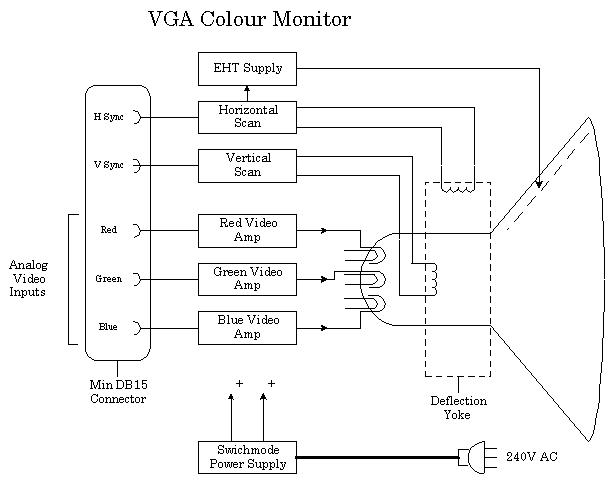 VGA Colour Monitor
EHT Supply
H Sync
Horizontal
Scan
V Sync
Vertical
Scan
Red
Red Video
Amp
Analog
Video
Inputs
Green
Green Video
Amp
Blue
Blue Video
Amp
Min DB15
Connector
+ +
Deflection
Yoke
Swichmode
Power Supply
240V AC